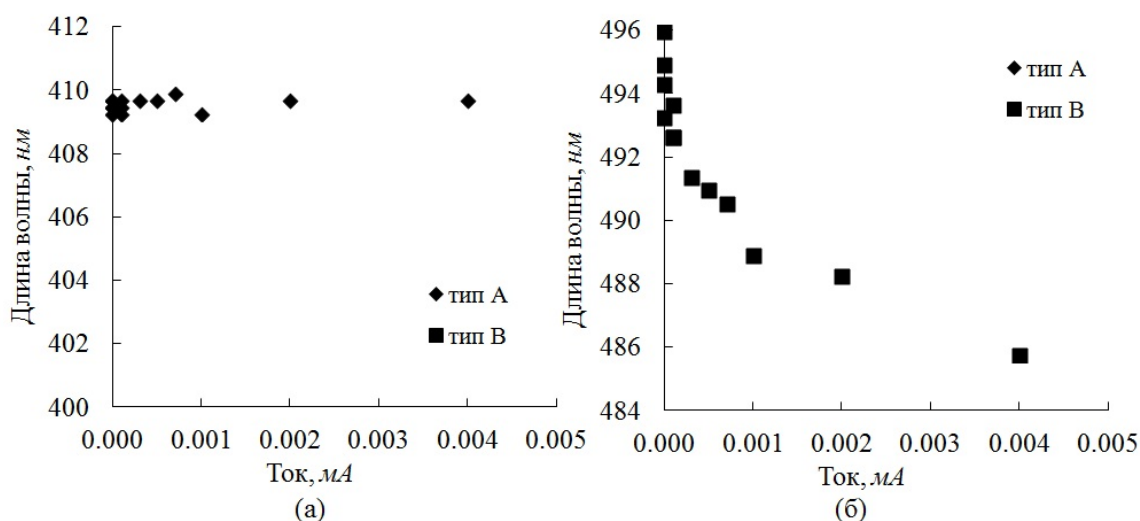 412
410
408
406
404
402
400
Длина волны, нм
тип А
тип В
0.000 0.001 0.002 0.003 0.004 0.005
Ток, мА
(а)
496
494
492
490
488
486
484
Длина волны, нм
тип А
тип В
0.000 0.001 0.002 0.003 0.004 0.005
Ток, мА
(б)